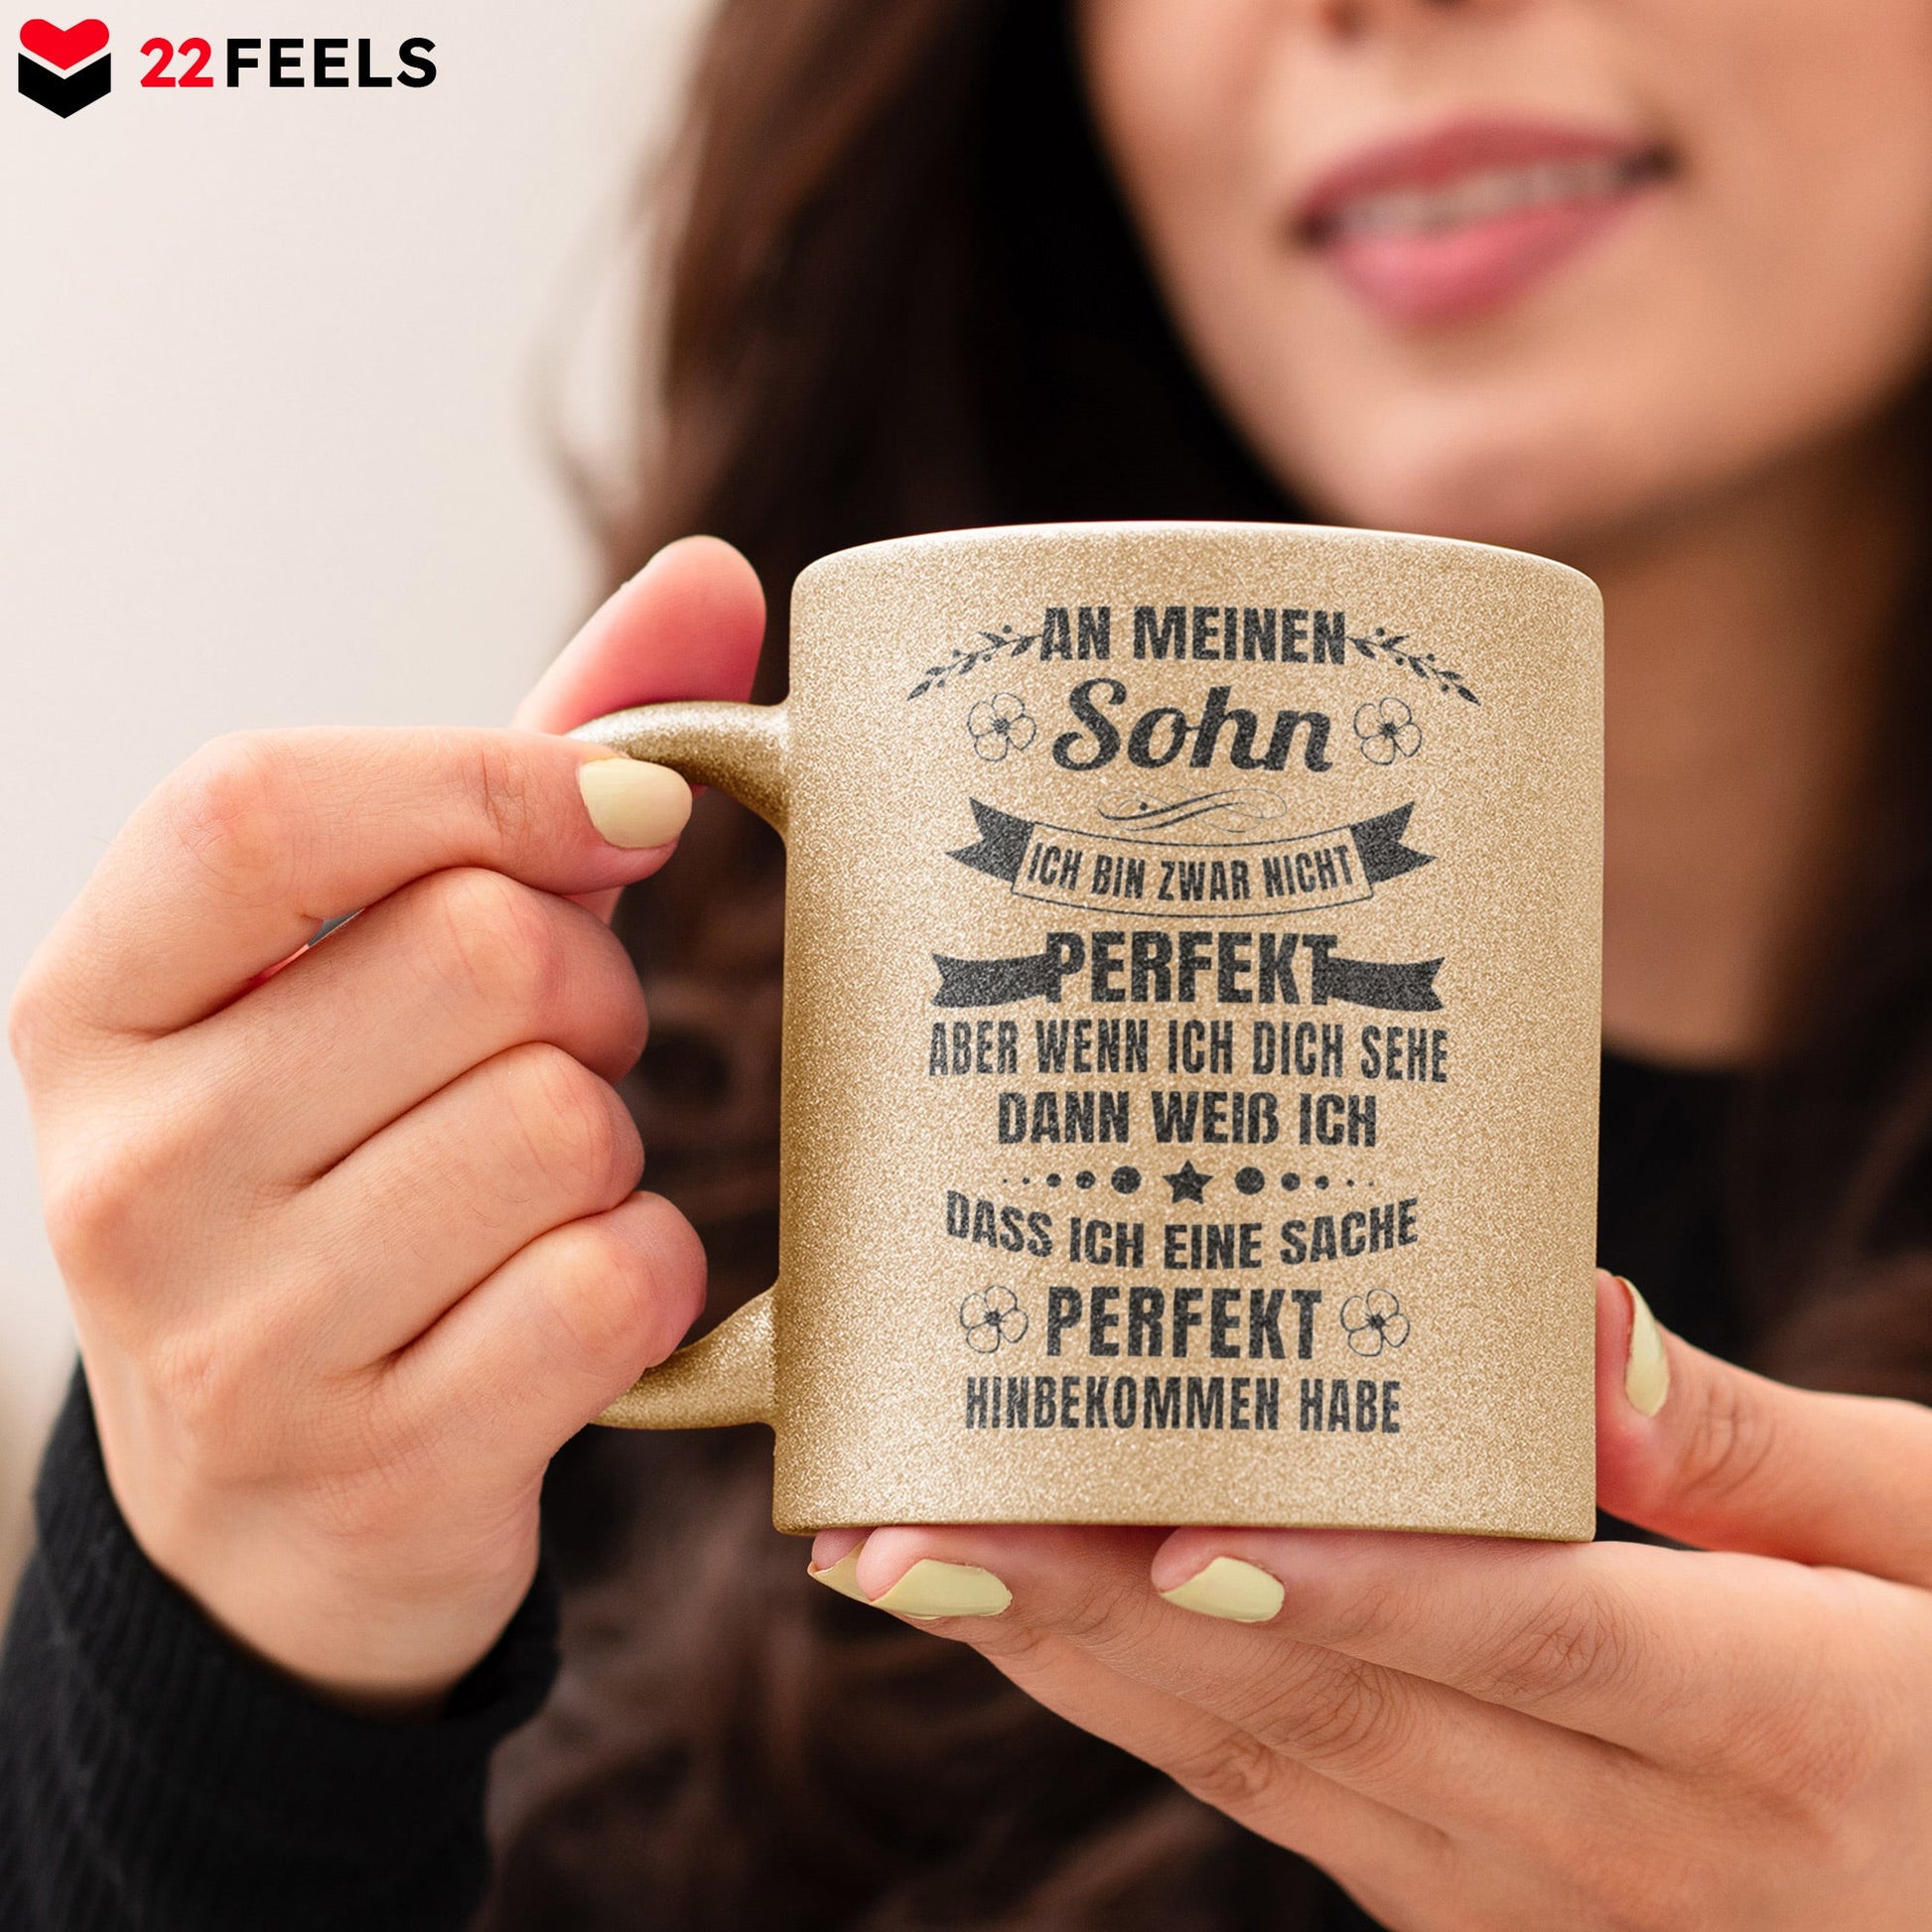 22FEELS
AN MEINEN
Sohn
ICH BIN ZWAR NICHT
PERFEKT
ABER WENN ICH DICH SEHE
DANN WEIß ICH
DASS ICH EINE SACHE
PERFEKT
HINBEKOMMEN HABE